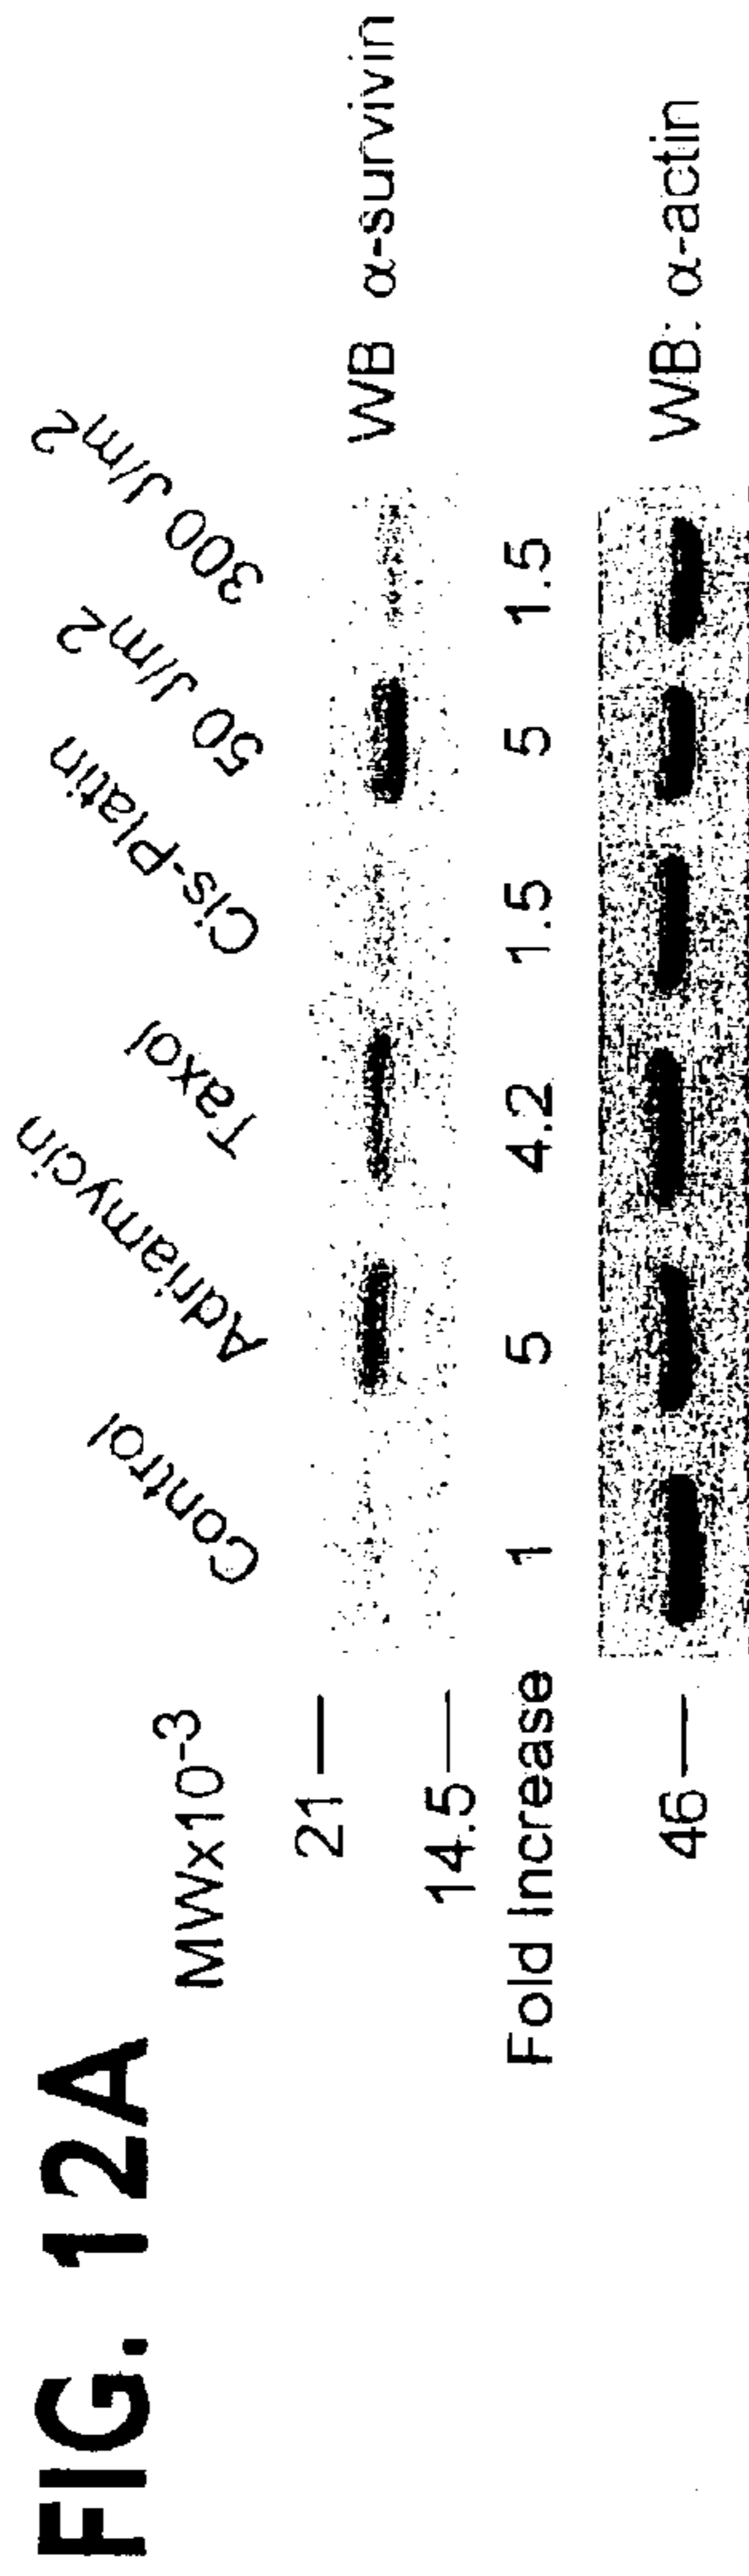 FIG. 12A
MWx10-3
Control Adriamycin Taxol Cis-Platin 50 J/m2 300 J/m2
21
14.5
WB α-survivin
Fold Increase 1 5 4.2 1.5 5 1.5
46
WB: α-actin